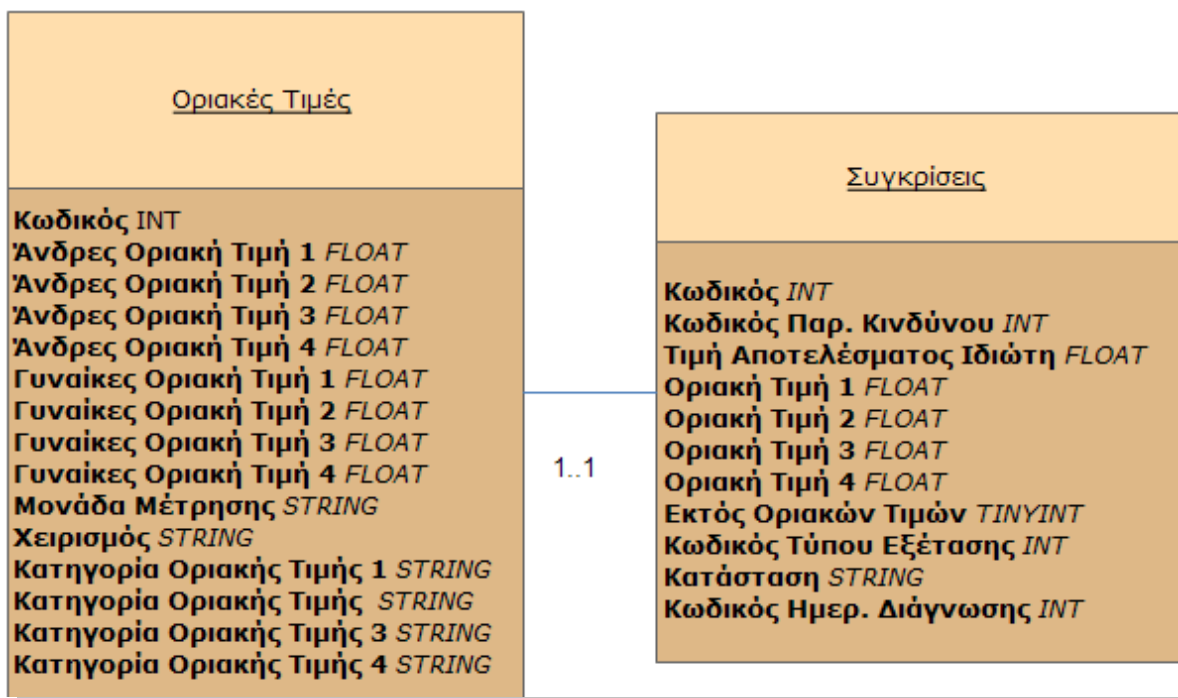 Οριακές Τιμές
Κωδικός INT
Άνδρες Οριακή Τιμή 1 FLOAT
Άνδρες Οριακή Τιμή 2 FLOAT
Άνδρες Οριακή Τιμή 3 FLOAT
Άνδρες Οριακή Τιμή 4 FLOAT
Γυναίκες Οριακή Τιμή 1 FLOAT
Γυναίκες Οριακή Τιμή 2 FLOAT
Γυναίκες Οριακή Τιμή 3 FLOAT
Γυναίκες Οριακή Τιμή 4 FLOAT
Μονάδα Μέτρησης STRING
Χειρισμός STRING
Κατηγορία Οριακής Τιμής 1 STRING
Κατηγορία Οριακής Τιμής STRING
Κατηγορία Οριακής Τιμής 3 STRING
Κατηγορία Οριακής Τιμής 4 STRING
1..1
Συγκρίσεις
Κωδικός INT
Κωδικός Παρ. Κινδύνου INT
Τιμή Αποτελέσματος Ιδιώτη FLOAT
Οριακή Τιμή 1 FLOAT
Οριακή Τιμή 2 FLOAT
Οριακή Τιμή 3 FLOAT
Οριακή Τιμή 4 FLOAT
Εκτός Οριακών Τιμών TINYINT
Κωδικός Τύπου Εξέτασης INT
Κατάσταση STRING
Κωδικός Ημερ. Διάγνωσης INT